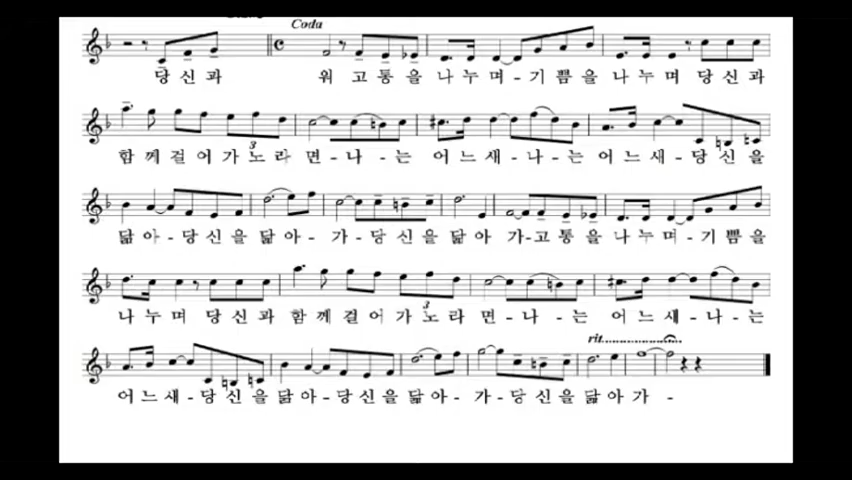 Coda
당신과 워 고통을 나누며-기쁨을 나누며 당신과
3
함께걸어가노라면-나-는 어느새-나-는 어느새-당신을
닮아-당신을 닮아-가-당신을 닮아 가-고통을 나누며-기쁨을
나누며 당신과 함께걸어가노라면-나-는 어느새-나-는
3
rit.
어느새-당신을 닮아-당신을 닮아-가-당신을 닮아가-